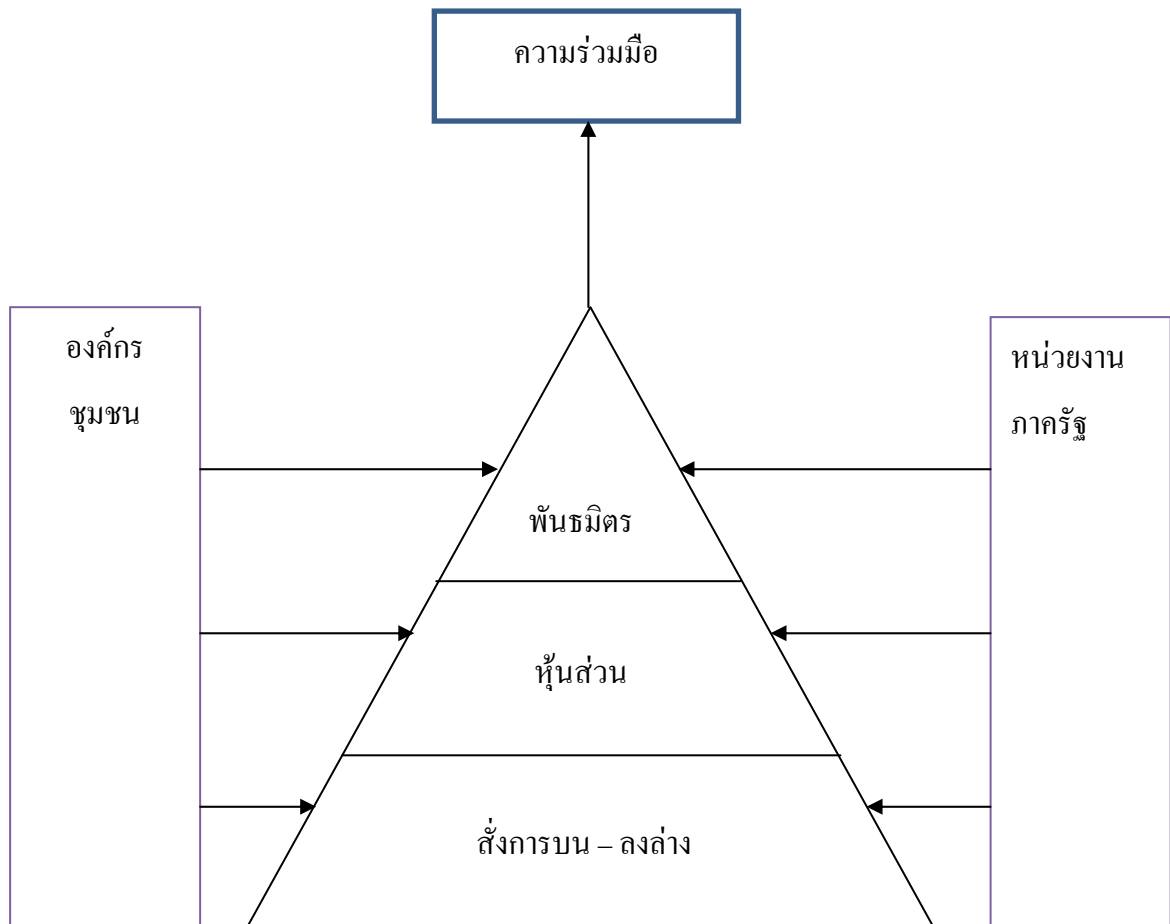 ความร่วมมือ
องค์กร
ชุมชน
หน่วยงาน
ภาครัฐ
พันธมิตร
หุ้นส่วน
สั่งการบน – ลงล่าง